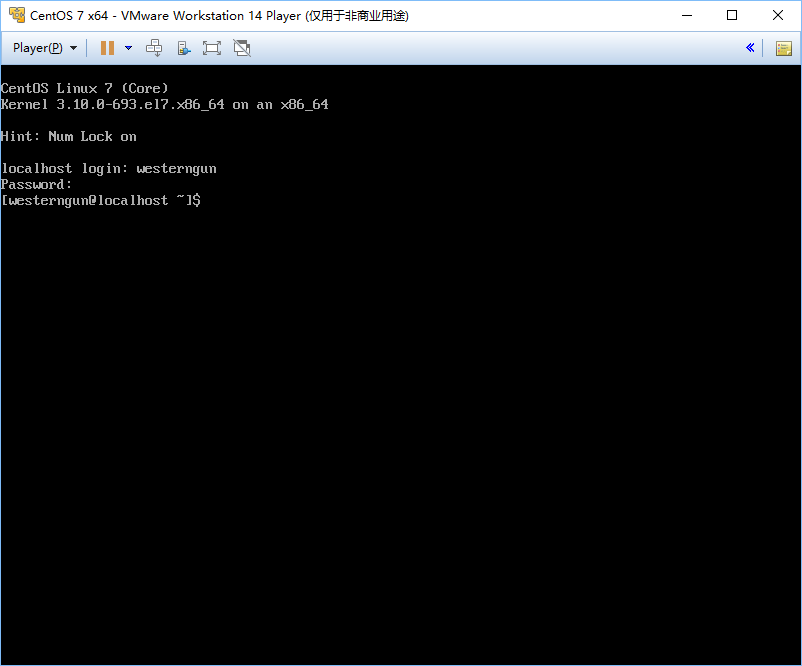 CentOS 7 x64 - VMware Workstation 14 Player (仅用于非商业用途)
Player(P)
CentOS Linux 7 (Core)
Kernel 3.10.0-693.el7.x86_64 on an x86_64
Hint: Num Lock on
localhost login: westerngun
Password:
[westerngun@localhost ~]$